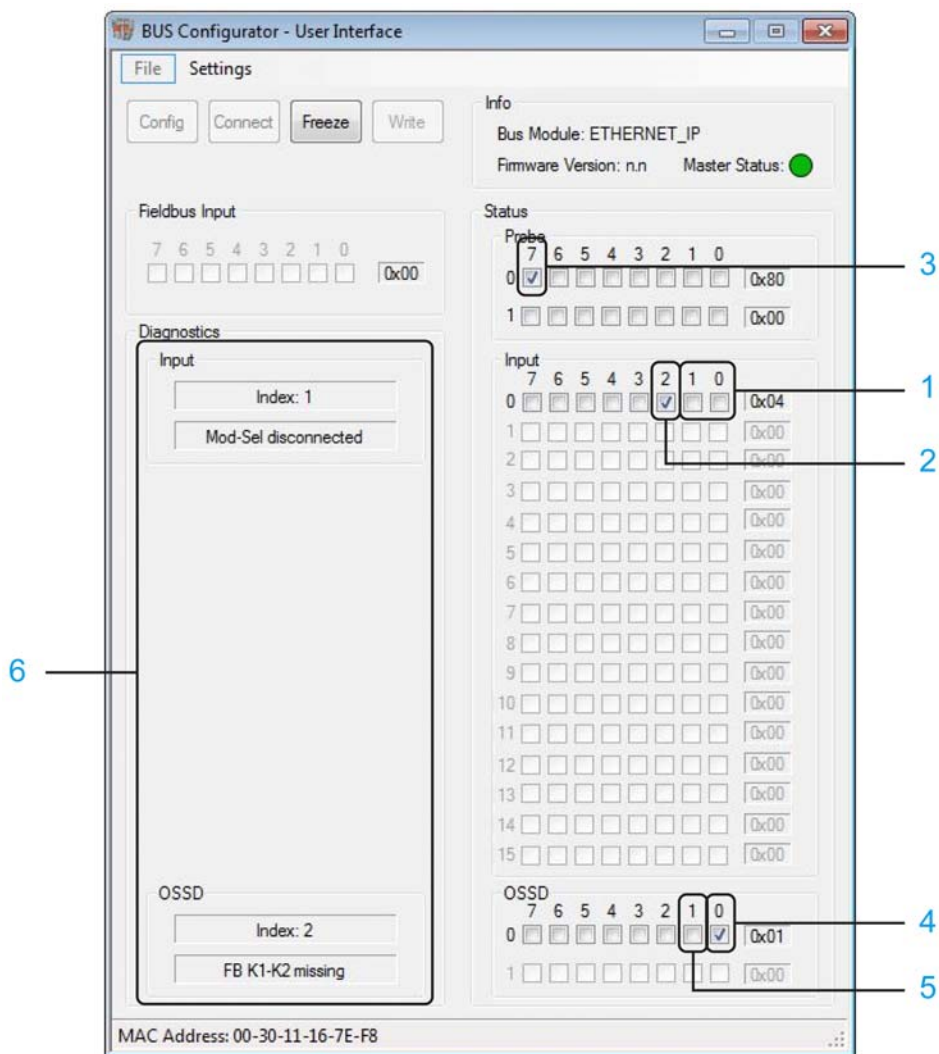 BUS Configurator - User Interface
File Settings
Config Connect Freeze Write
Info
Bus Module: ETHERNET_IP
Firmware Version: n.n Master Status:
Fieldbus Input
7 6 5 4 3 2 1 0
0x00
Status
Probe
7 6 5 4 3 2 1 0
0 0x80
1 0x00
3
Diagnostics
Input
Index: 1
Mod-Sel disconnected
Input
7 6 5 4 3 2 1 0
0 0x04
1 0x00
2 0x00
3 0x00
4 0x00
5 0x00
6 0x00
7 0x00
8 0x00
9 0x00
10 0x00
11 0x00
12 0x00
13 0x00
14 0x00
15 0x00
1
2
6
OSSD
Index: 2
FB K1-K2 missing
OSSD
7 6 5 4 3 2 1 0
0 0x01
1 0x00
4
5
MAC Address: 00-30-11-16-7E-F8